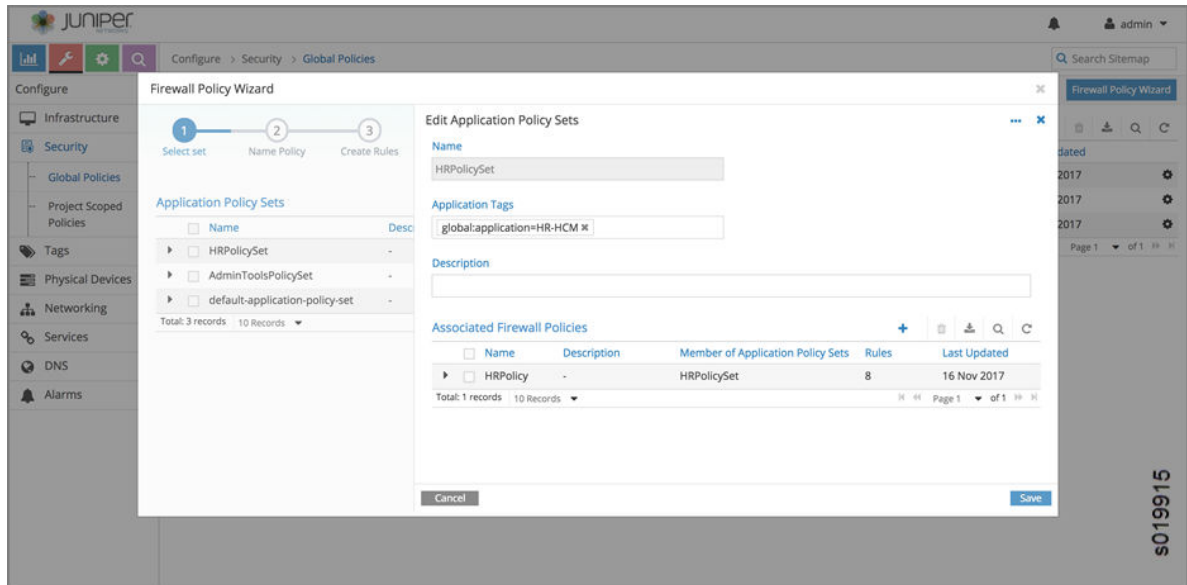 JUNIPEr
NETWORKS
admin
Configure > Security > Global Policies
Search Sitemap
Configure
Firewall Policy Wizard
Infrastructure
Security
Global Policies
Project Scoped
Policies
Tags
Physical Devices
Networking
Services
DNS
Alarms
Firewall Policy Wizard
1 2 3
Select set Name Policy Create Rules
Application Policy Sets
Name Desc
HRPolicySet -
AdminToolsPolicySet -
default-application-policy-set -
Total: 3 records 10 Records
Edit Application Policy Sets
Name
HRPolicySet
Application Tags
global:application=HR-HCM
Description
Associated Firewall Policies
Name Description Member of Application Policy Sets Rules Last Updated
HRPolicy - HRPolicySet 8 16 Nov 2017
Total: 1 records 10 Records Page 1 of 1
Cancel Save
dated
2017
2017
2017
Page 1 of 1
s019915